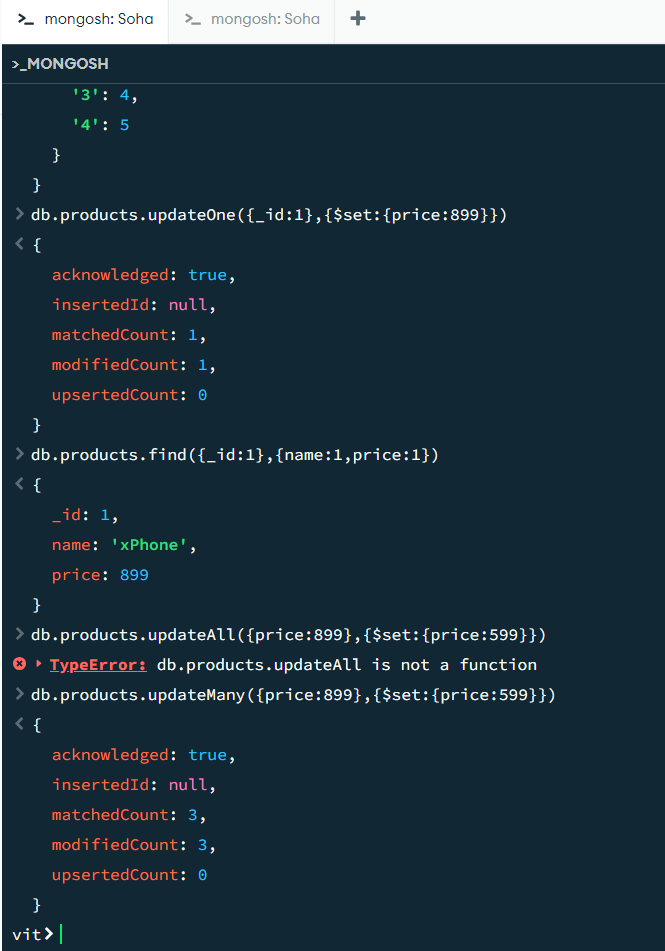 >_ mongosh: Soha >_ mongosh: Soha +
>_MONGOSH
'3': 4,
'4': 5
}
}
> db.products.updateOne({_id:1},{$set:{price:899}})
< {
acknowledged: true,
insertedId: null,
matchedCount: 1,
modifiedCount: 1,
upsertedCount: 0
}
> db.products.find({_id:1},{name:1,price:1})
< {
_id: 1,
name: 'xPhone',
price: 899
}
> db.products.updateAll({price:899},{$set:{price:599}})
TypeError: db.products.updateAll is not a function
> db.products.updateMany({price:899},{$set:{price:599}})
< {
acknowledged: true,
insertedId: null,
matchedCount: 3,
modifiedCount: 3,
upsertedCount: 0
}
vit>